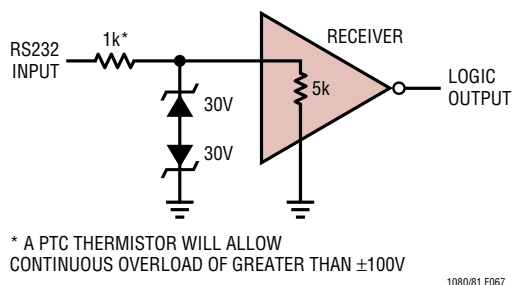 1k*
RECEIVER
RS232
INPUT
5k
LOGIC
OUTPUT
30V
30V
* A PTC THERMISTOR WILL ALLOW
CONTINUOUS OVERLOAD OF GREATER THAN ±100V
1080/81 F067